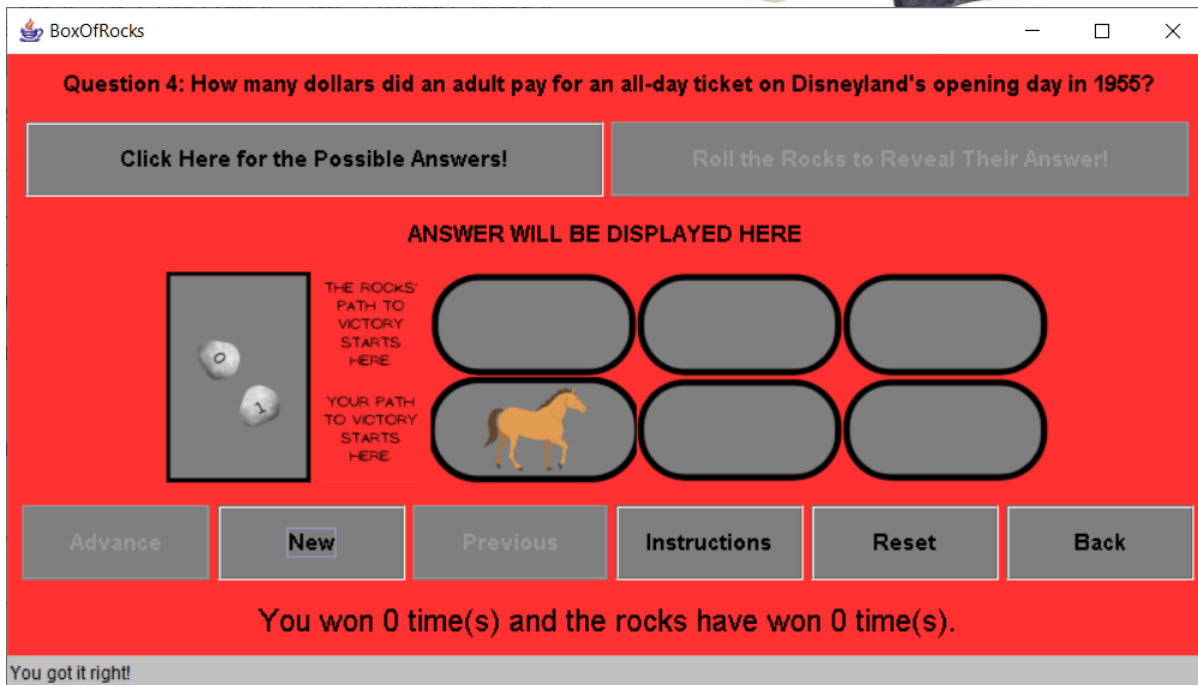 BoxOfRocks
Question 4: How many dollars did an adult pay for an all-day ticket on Disneyland's opening day in 1955?
Click Here for the Possible Answers!
Roll the Rocks to Reveal Their Answer!
ANSWER WILL BE DISPLAYED HERE
0
1
THE ROCKS'
PATH TO
VICTORY
STARTS
HERE
YOUR PATH
TO VICTORY
STARTS
HERE
Advance
New
Previous
Instructions
Reset
Back
You won 0 time(s) and the rocks have won 0 time(s).
You got it right!